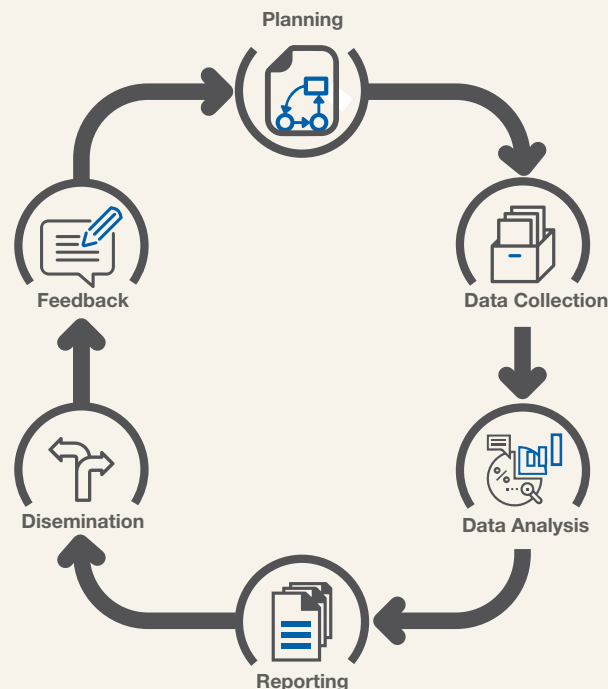 Planning
Data Collection
Data Analysis
Reporting
Disemination
Feedback